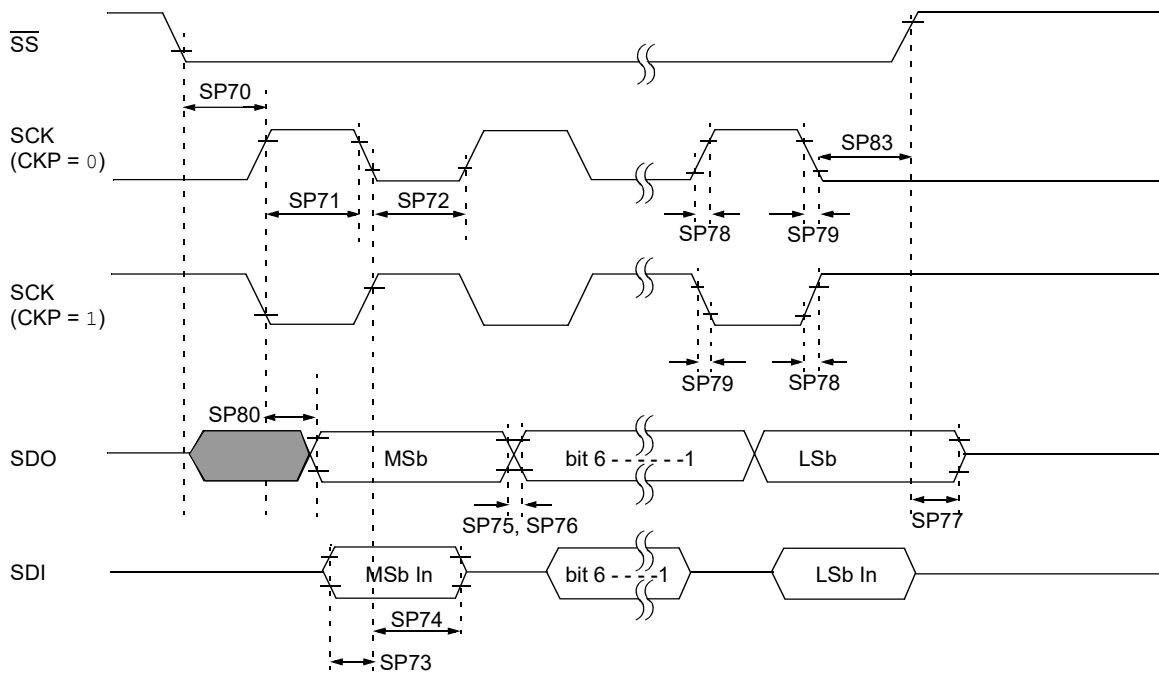 SS
SP70
SCK
(CKP = 0)
SP83
SP71
SP72
SP78
SP79
SCK
(CKP = 1)
SP79
SP78
SP80
SDO
MSb
bit 6 - - - - - -1
LSb
SP75, SP76
SP77
SDI
MSb In
bit 6 - - - - -1
LSb In
SP74
SP73